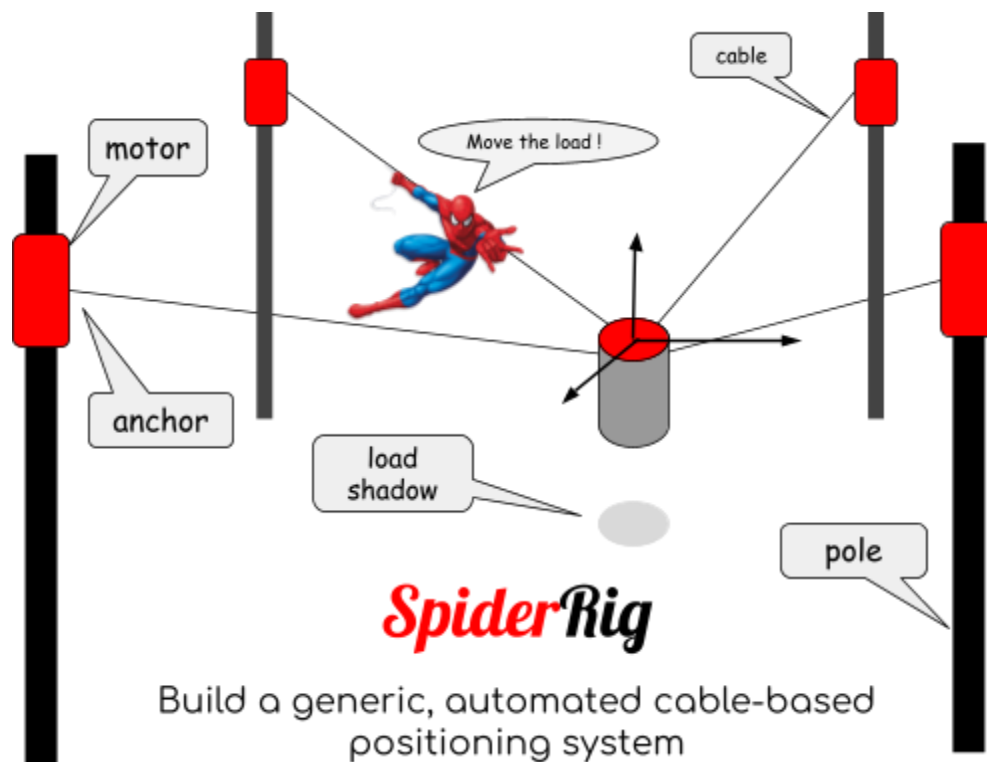 cable
Move the load !
motor
anchor
load
shadow
pole
SpiderRig
Build a generic, automated cable-based
positioning system